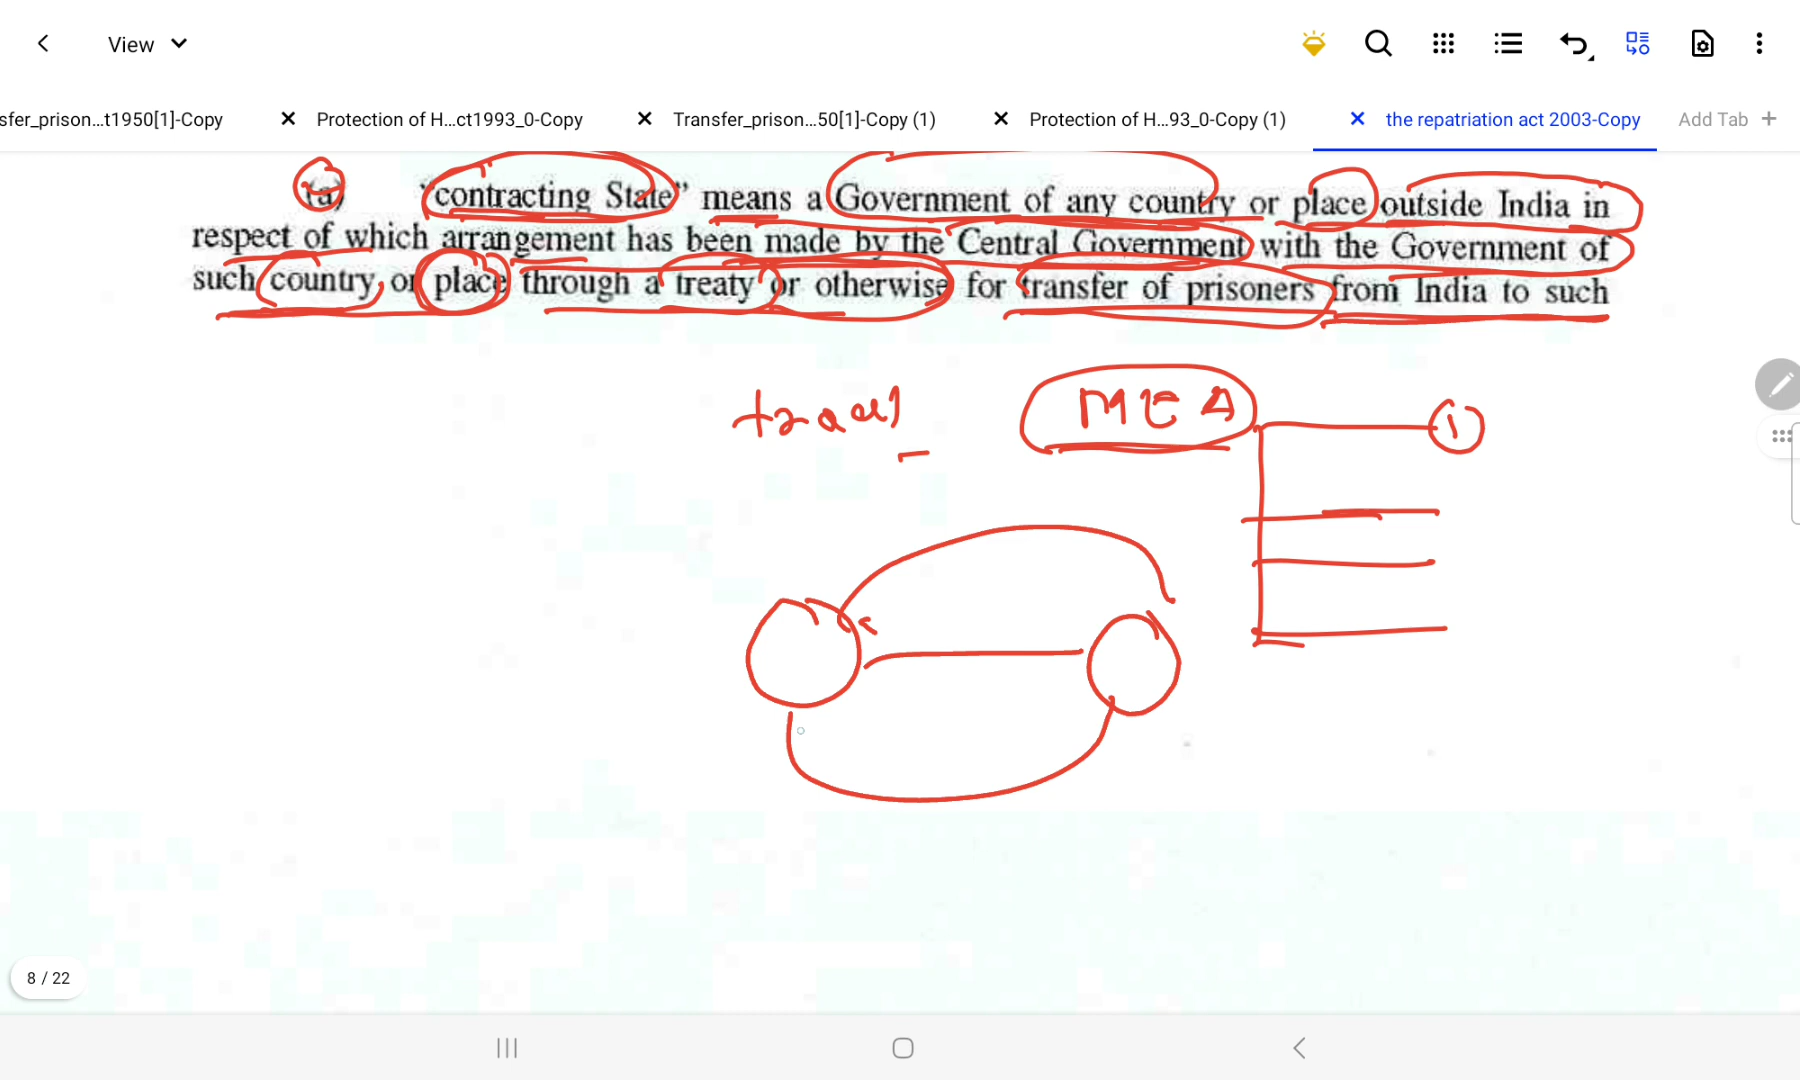 View
sfer_prison...t1950[1]-Copy
Protection of H...ct1993_0-Copy
Transfer_prison...50[1]-Copy (1)
Protection of H...93_0-Copy (1)
the repatriation act 2003-Copy
Add Tab +
(a) "contracting State" means a Government of any country or place outside India in
respect of which arrangement has been made by the Central Government with the Government of
such country, or place through a treaty or otherwise for transfer of prisoners from India to such
MEA
1
8 / 22